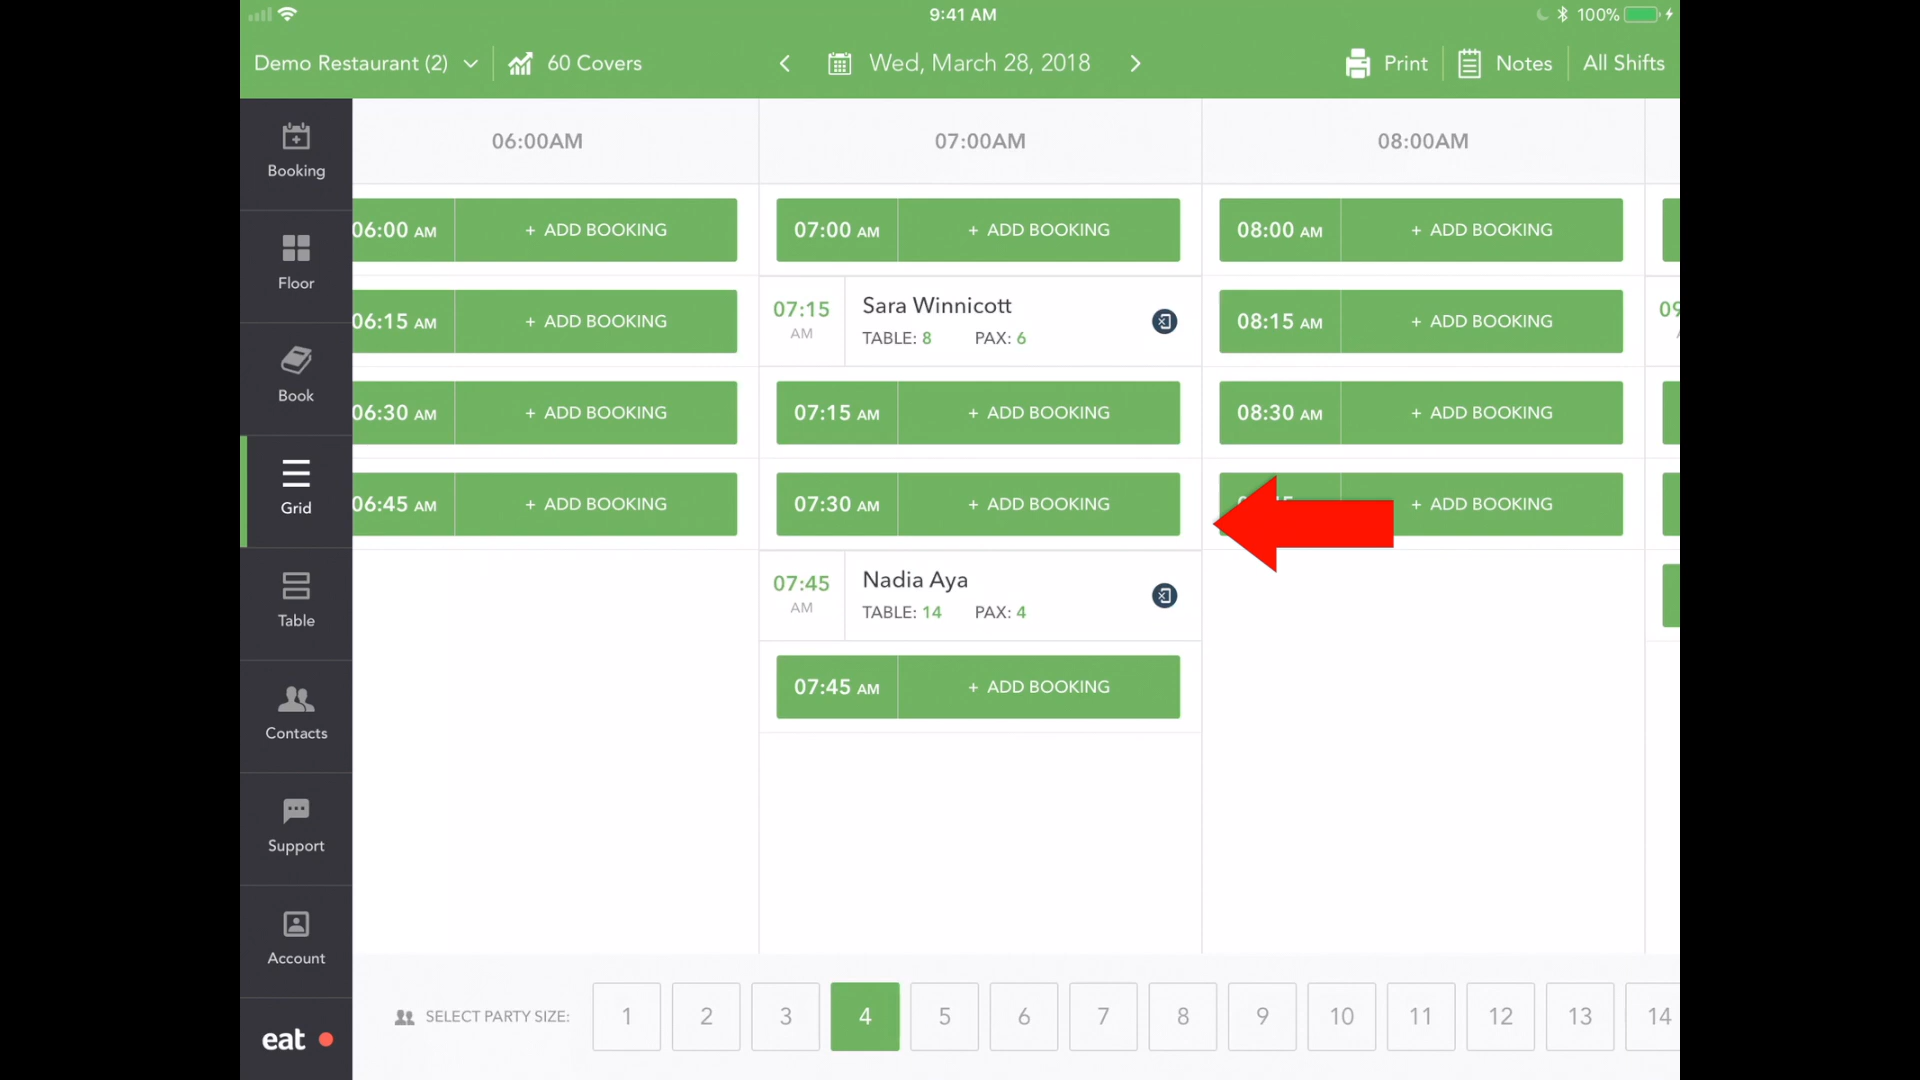 9:41 AM
100%
Demo Restaurant (2)
60 Covers
Wed, March 28, 2018
Print
Notes
All Shifts
Booking
Floor
Book
Grid
Table
Contacts
Support
Account
eat
06:00AM
06:00 AM + ADD BOOKING
06:15 AM + ADD BOOKING
06:30 AM + ADD BOOKING
06:45 AM + ADD BOOKING
07:00AM
07:00 AM + ADD BOOKING
07:15 AM
Sara Winnicott
TABLE: 8 PAX: 6
07:15 AM + ADD BOOKING
07:30 AM + ADD BOOKING
07:45 AM
Nadia Aya
TABLE: 14 PAX: 4
07:45 AM + ADD BOOKING
08:00AM
08:00 AM + ADD BOOKING
08:15 AM + ADD BOOKING
08:30 AM + ADD BOOKING
+ ADD BOOKING
SELECT PARTY SIZE: 1 2 3 4 5 6 7 8 9 10 11 12 13 14